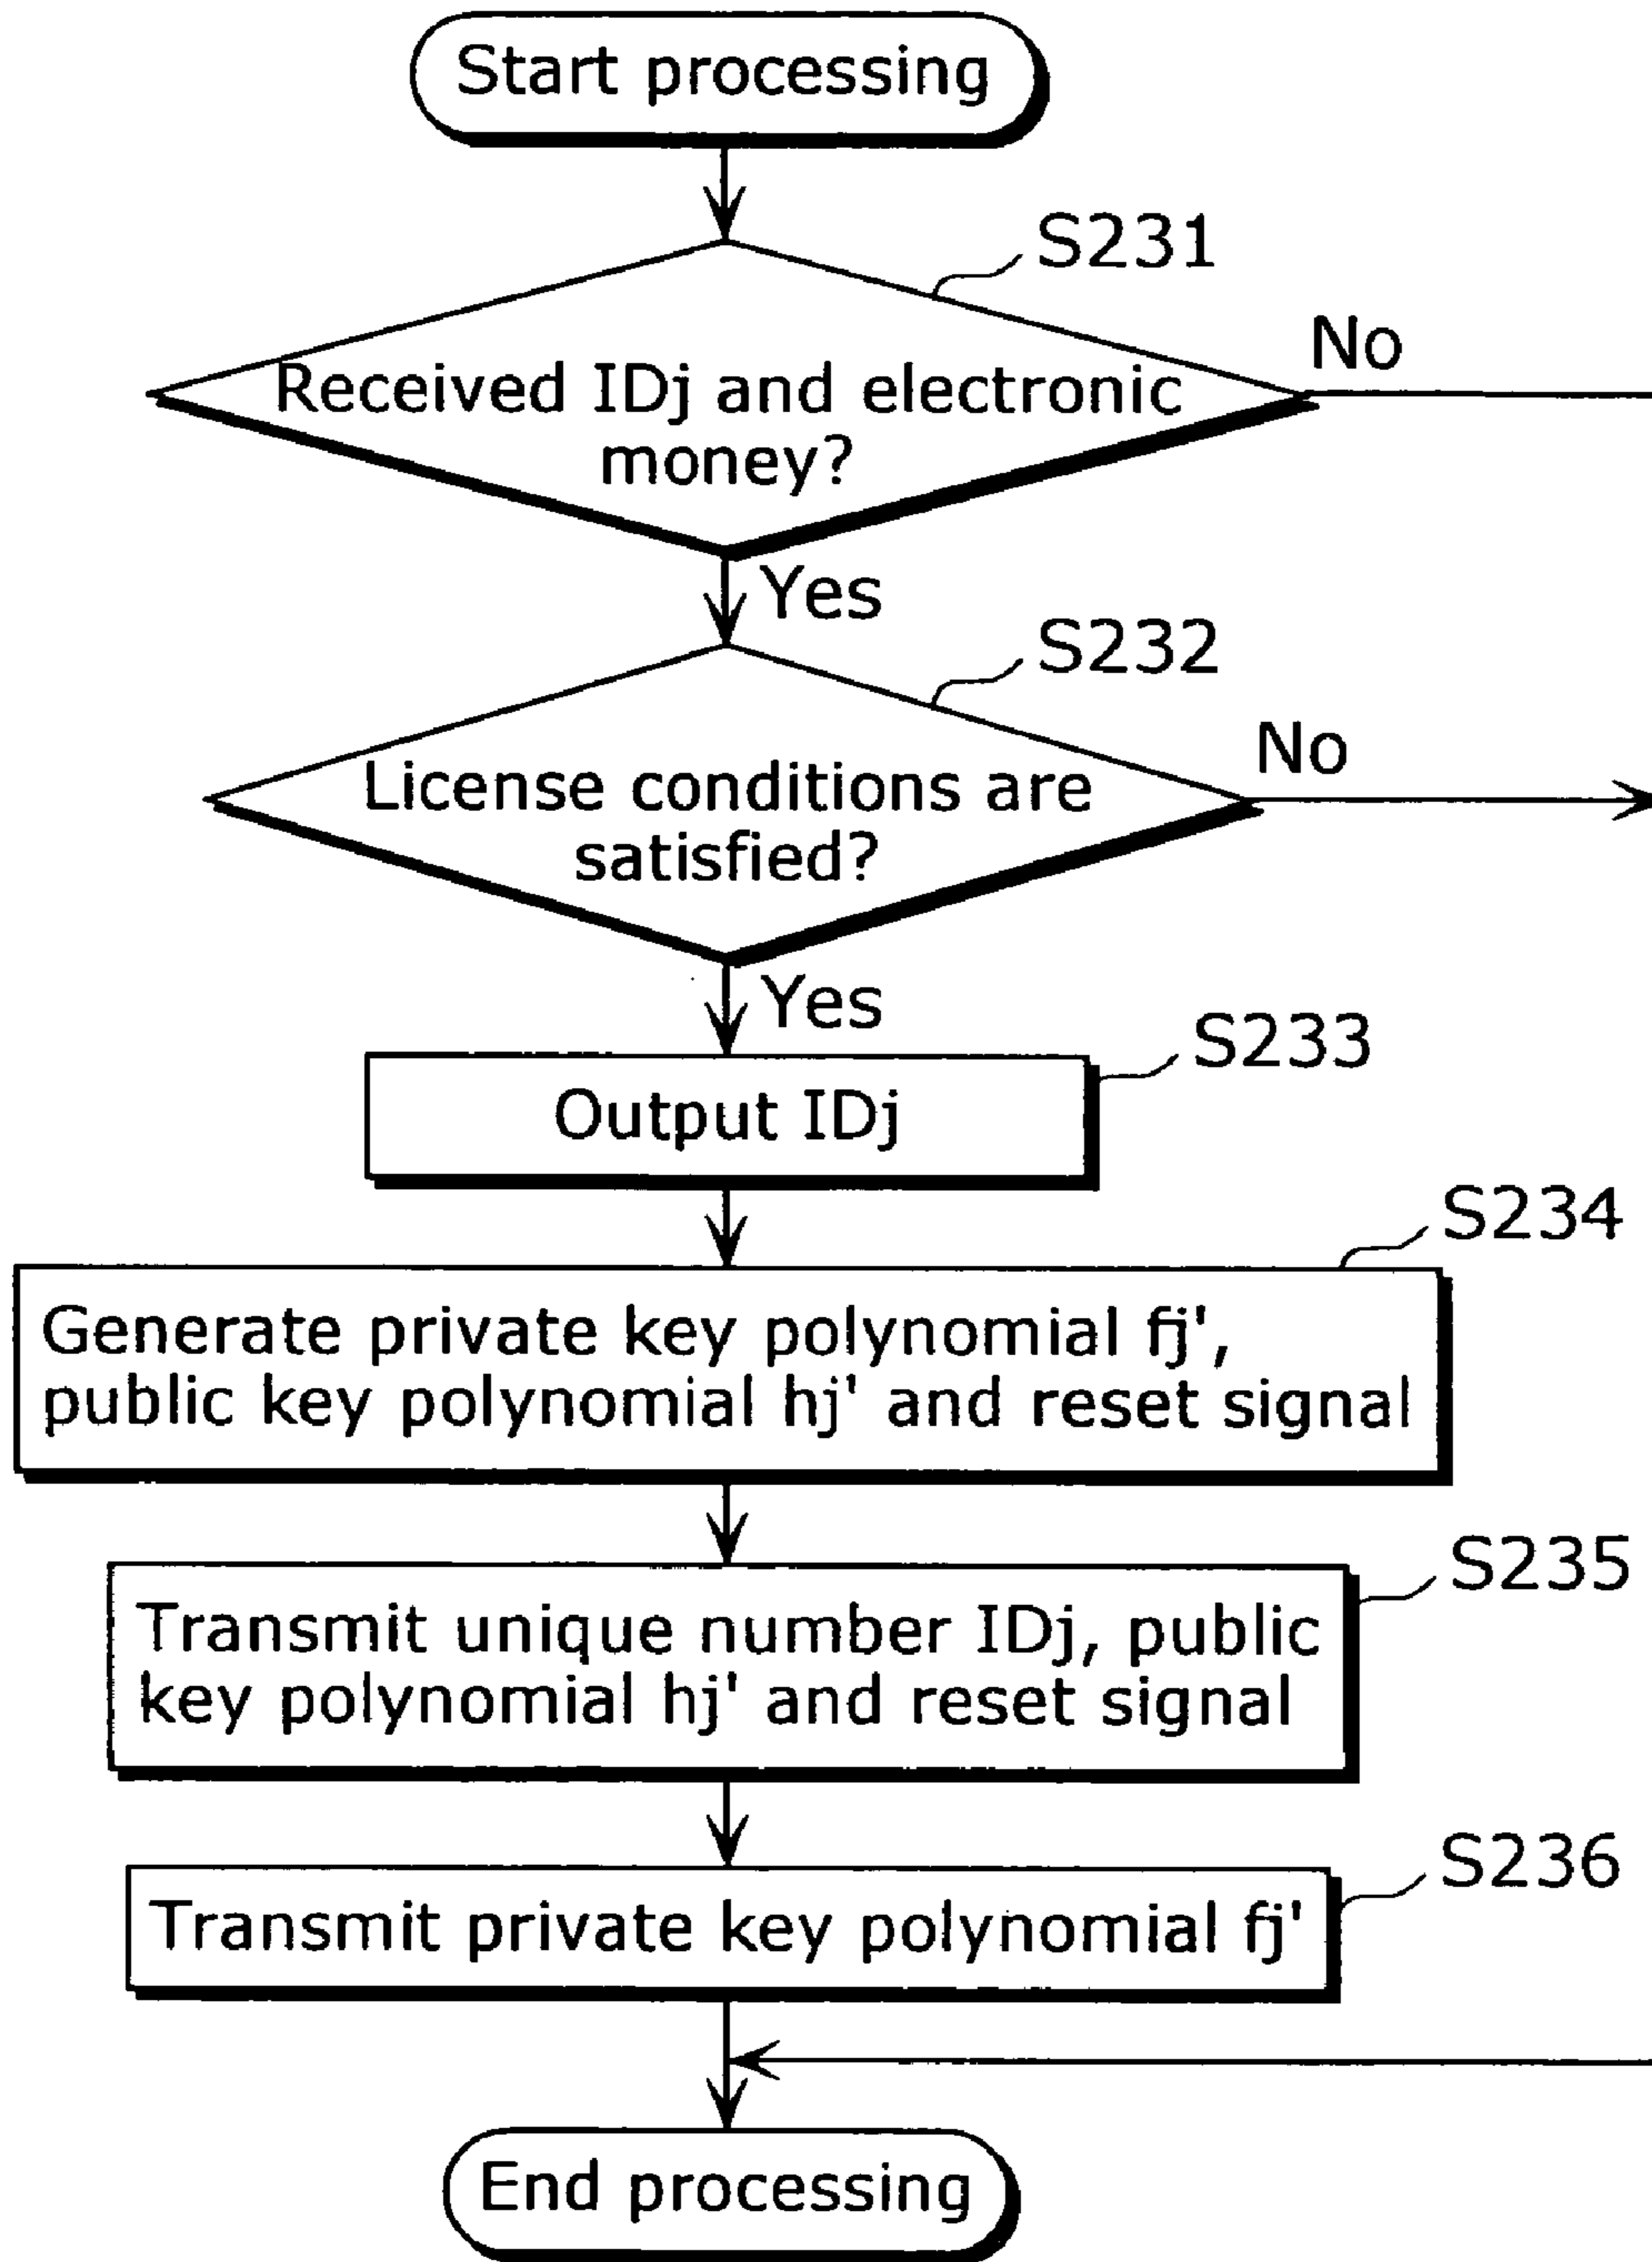 Start processing
S231
No
Received IDj and electronic
money?
Yes
S232
No
License conditions are
satisfied?
Yes
S233
Output IDj
S234
Generate private key polynomial fj',
public key polynomial hj' and reset signal
S235
Transmit unique number IDj, public
key polynomial hj' and reset signal
S236
Transmit private key polynomial fj'
End processing